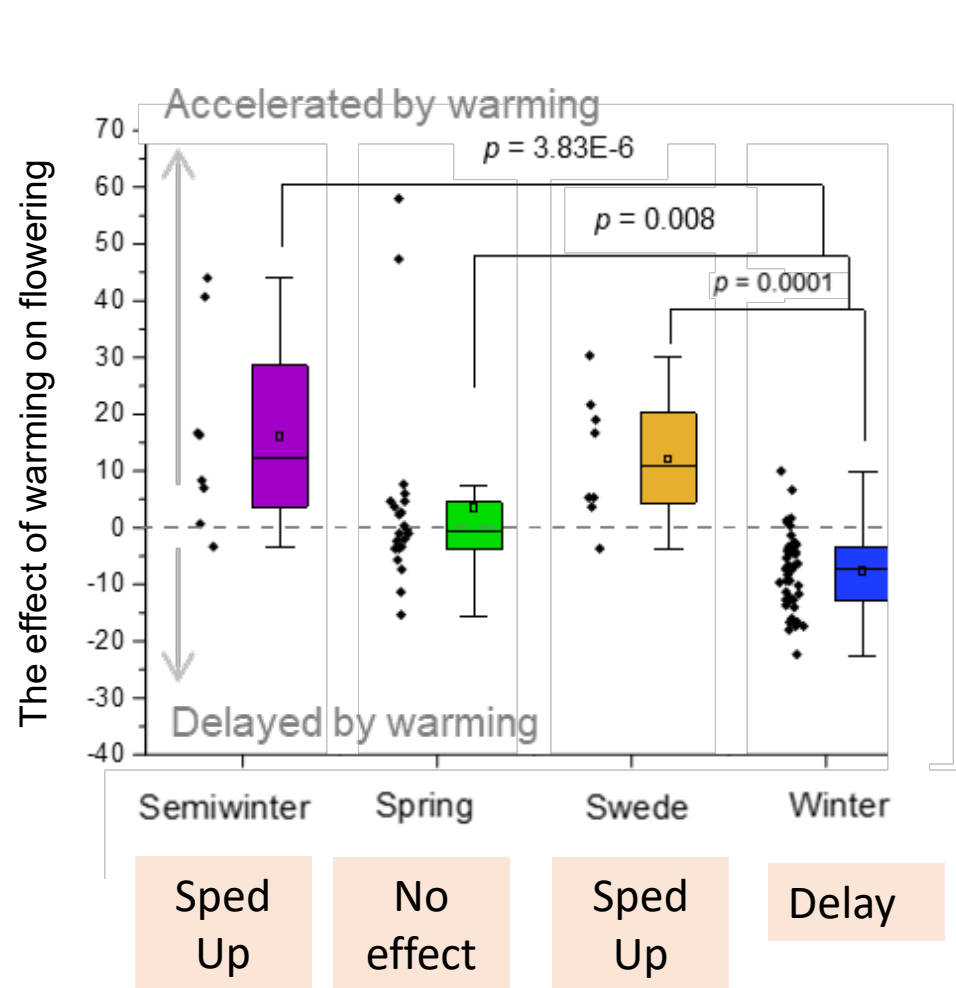 Accelerated by warming
p = 3.83E-6
p = 0.008
p = 0.0001
The effect of warming on flowering
70
60
50
40
30
20
10
0
-10
-20
-30
-40
Delayed by warming
Semiwinter
Spring
Swede
Winter
Sped
Up
No
effect
Sped
Up
Delay